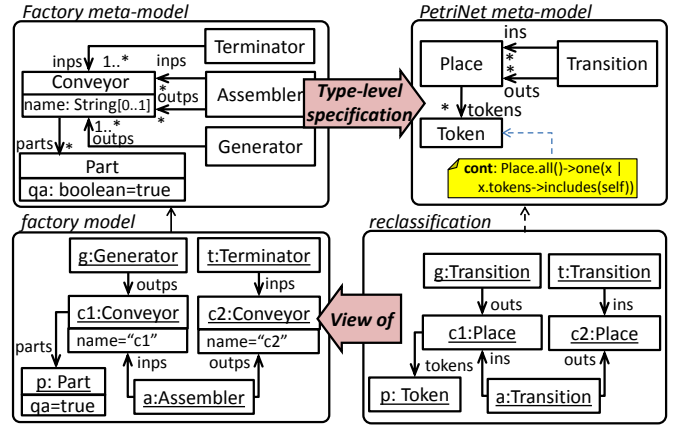 Factory meta-model
Terminator
inps
1..*
inps
Conveyor
name: String[0..1]
*
outps
*
Assembler
1..*
outps
Generator
parts
*
Part
qa: boolean=true
Type-level
specification
PetriNet meta-model
ins
Place
*
*
Transition
outs
*
tokens
Token
cont: Place.all()->one(x |
x.tokens->includes(self))
factory model
g:Generator
t:Terminator
outps
inps
c1:Conveyor
name="c1"
c2:Conveyor
name="c2"
parts
inps
outps
p: Part
qa=true
a:Assembler
View of
reclassification
g:Transition
t:Transition
outs
ins
c1:Place
c2:Place
tokens
ins
outs
p: Token
a:Transition